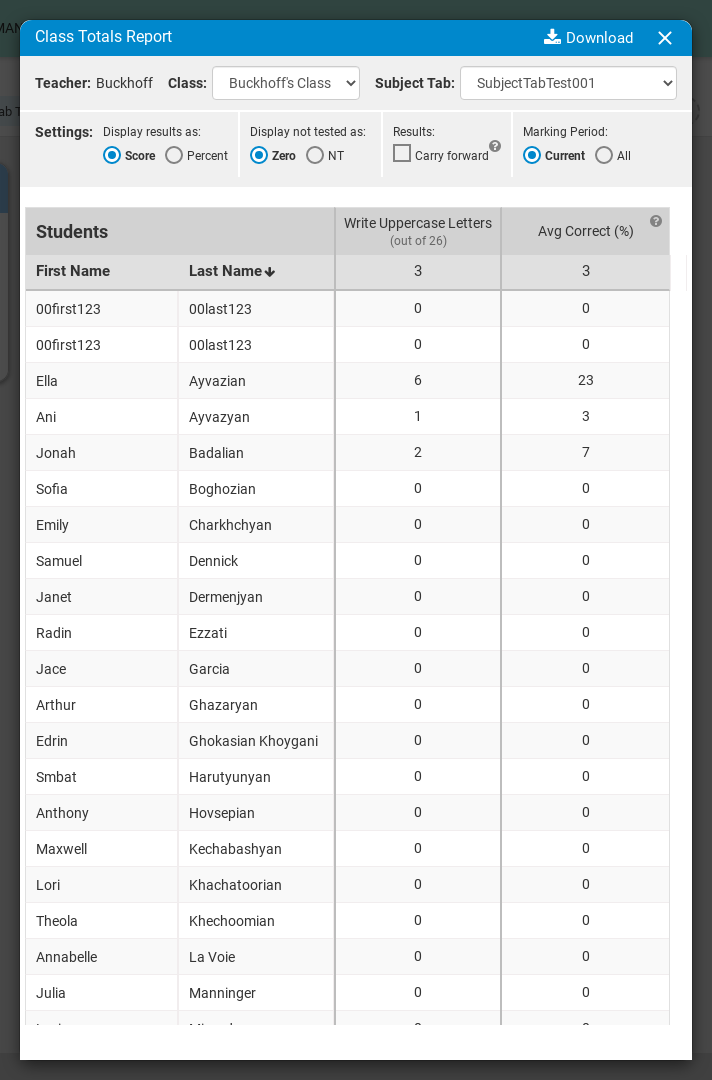 Class Totals Report Download
Teacher: Buckhoff Class: Buckhoff's Class Subject Tab: SubjectTabTest001
Settings: Display results as: Display not tested as: Results: Marking Period:
Score Percent Zero NT Carry forward Current All
Students Write Uppercase Letters (out of 26) Avg Correct (%)
First Name Last Name 3 3
00first123 00last123 0 0
00first123 00last123 0 0
Ella Ayvazian 6 23
Ani Ayvazyan 1 3
Jonah Badalian 2 7
Sofia Boghozian 0 0
Emily Charkhchyan 0 0
Samuel Dennick 0 0
Janet Dermenjyan 0 0
Radin Ezzati 0 0
Jace Garcia 0 0
Arthur Ghazaryan 0 0
Edrin Ghokasian Khoygani 0 0
Smbat Harutyunyan 0 0
Anthony Hovsepian 0 0
Maxwell Kechabashyan 0 0
Lori Khachatoorian 0 0
Theola Khechoomian 0 0
Annabelle La Voie 0 0
Julia Manninger 0 0